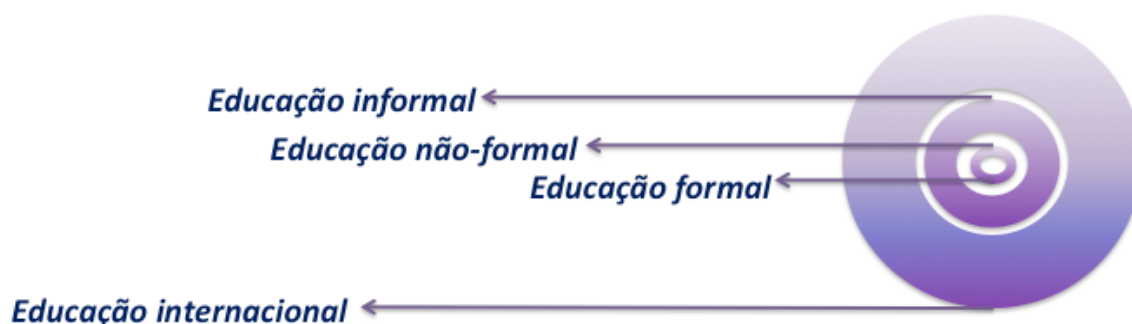 Educação informal
Educação não-formal
Educação formal
Educação internacional